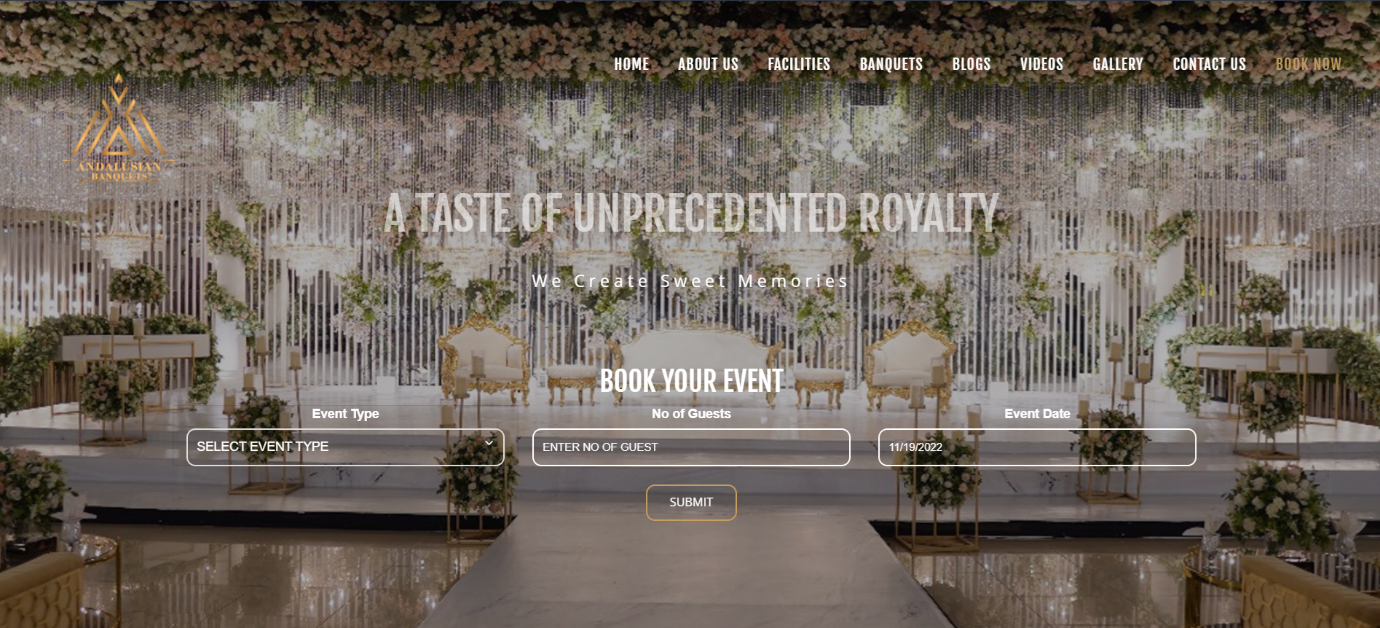 HOME ABOUT US FACILITIES BANQUETS BLOGS VIDEOS GALLERY CONTACT US BOOK NOW
ANDALUSIAN
BANQUETS
A TASTE OF UNPRECEDENTED ROYALTY
We Create Sweet Memories
BOOK YOUR EVENT
Event Type No of Guests Event Date
SELECT EVENT TYPE ENTER NO OF GUEST 11/19/2022
SUBMIT